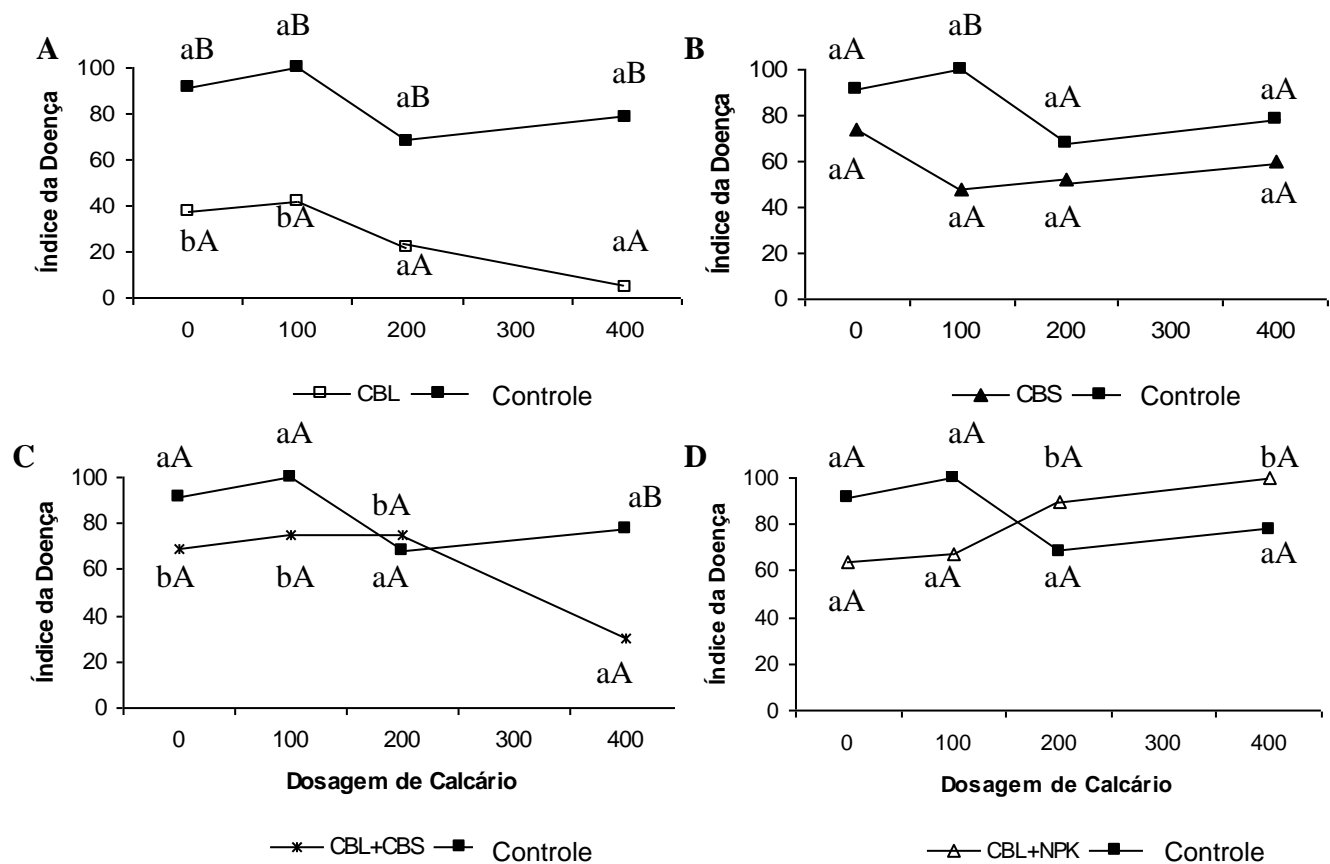 A
aB
aB
aB
aB
100
80
60
40
20
0
Índice da Doença
bA
bA
aA
aA
0 100 200 300 400
CBL Controle
B
aA
aB
aA
aA
100
80
60
40
20
0
Índice da Doença
aA
aA
aA
aA
0 100 200 300 400
CBS Controle
C
aA
aA
bA
aB
100
80
60
40
20
0
Índice da Doença
bA
bA
aA
aA
0 100 200 300 400
Dosagem de Calcário
CBL+CBS Controle
D
aA
aA
bA
bA
100
80
60
40
20
0
Índice da Doença
aA
aA
aA
aA
0 100 200 300 400
Dosagem de Calcário
CBL+NPK Controle